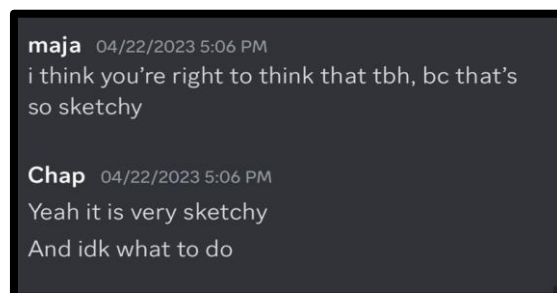 maja 04/22/2023 5:06 PM
i think you’re right to think that tbh, bc that’s
so sketchy
Chap 04/22/2023 5:06 PM
Yeah it is very sketchy
And idk what to do